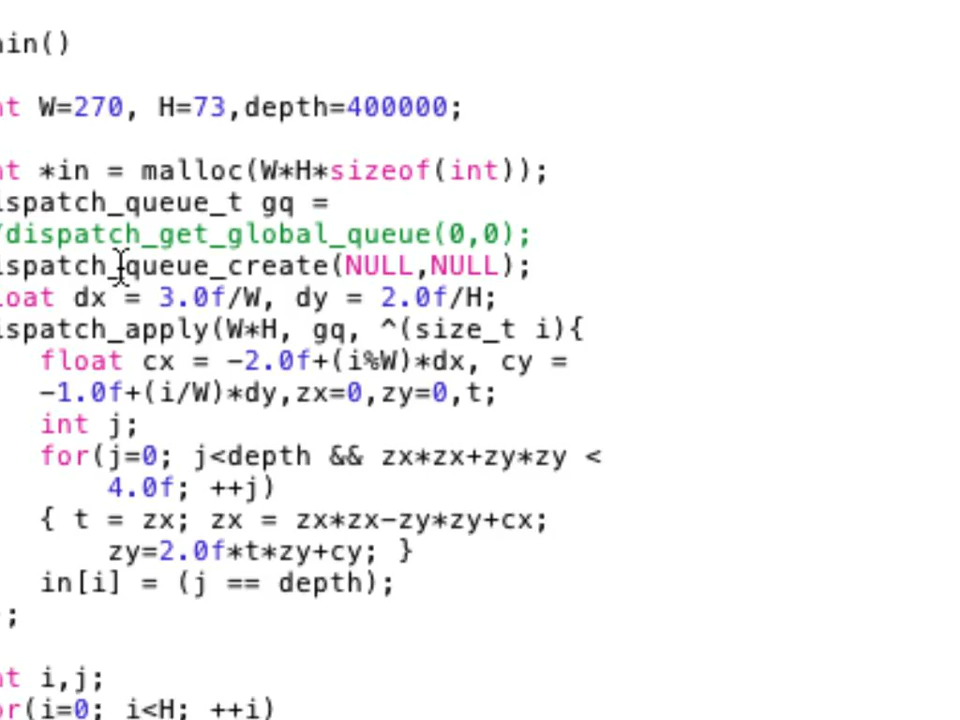 ain()
nt W=270, H=73,depth=400000;
nt *in = malloc(W*H*sizeof(int));
ispatch_queue_t gq =
/dispatch_get_global_queue(0,0);
ispatch_queue_create(NULL,NULL);
loat dx = 3.0f/W, dy = 2.0f/H;
ispatch_apply(W*H, gq, ^(size_t i){
float cx = -2.0f+(i%W)*dx, cy =
-1.0f+(i/W)*dy,zx=0,zy=0,t;
int j;
for(j=0; j<depth && zx*zx+zy*zy <
4.0f; ++j)
{ t = zx; zx = zx*zx-zy*zy+cx;
zy=2.0f*t*zy+cy; }
in[i] = (j == depth);
;
nt i,j;
or(i=0; i<H; ++i)